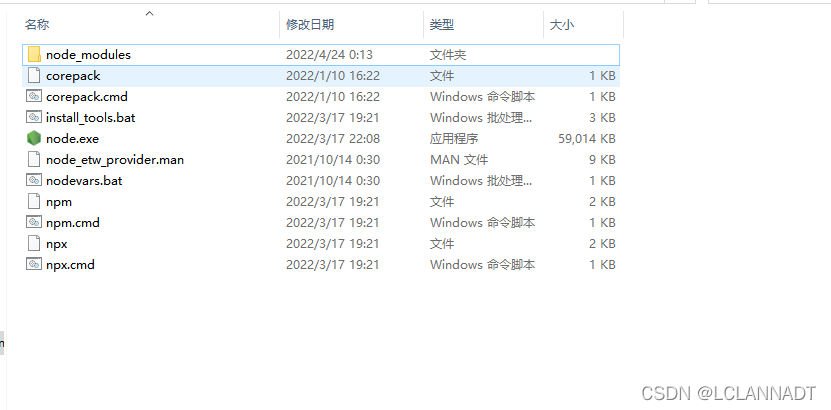 名称 修改日期 类型 大小
node_modules 2022/4/24 0:13 文件夹
corepack 2022/1/10 16:22 文件 1 KB
corepack.cmd 2022/1/10 16:22 Windows 命令脚本 1 KB
install_tools.bat 2022/3/17 19:21 Windows 批处理... 3 KB
node.exe 2022/3/17 22:08 应用程序 59,014 KB
node_etw_provider.man 2021/10/14 0:30 MAN 文件 9 KB
nodevars.bat 2021/10/14 0:30 Windows 批处理... 1 KB
npm 2022/3/17 19:21 文件 2 KB
npm.cmd 2022/3/17 19:21 Windows 命令脚本 1 KB
npx 2022/3/17 19:21 文件 2 KB
npx.cmd 2022/3/17 19:21 Windows 命令脚本 1 KB
CSDN @LCLANNADT